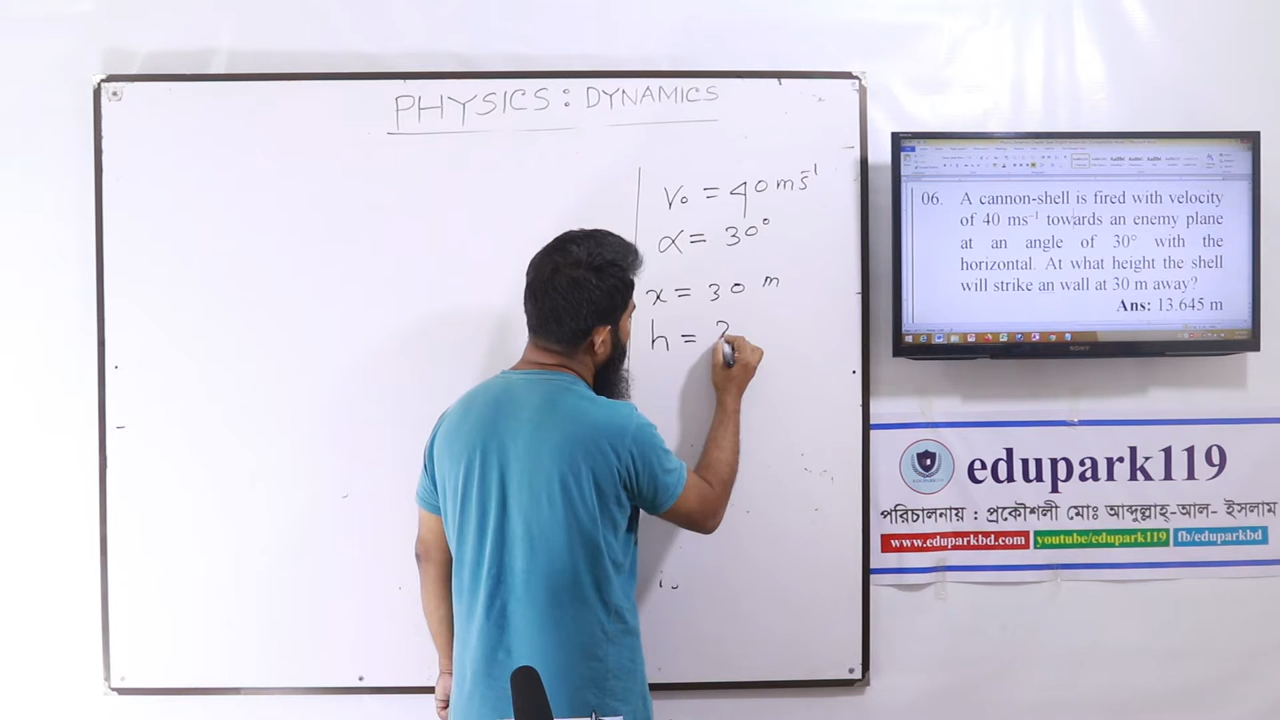 PHYSICS : DYNAMICS
V₀ = 40 ms⁻¹
α = 30°
x = 30 m
h = ?
06. A cannon-shell is fired with velocity
of 40 ms⁻¹ towards an enemy plane
at an angle of 30° with the
horizontal. At what height the shell
will strike an wall at 30 m away?
Ans: 13.645 m
SONY
edupark119
পরিচালনায় : প্রকৌশলী মোঃ আব্দুল্লাহ্-আল- ইসলাম
www.eduparkbd.com youtube/edupark119 fb/eduparkbd